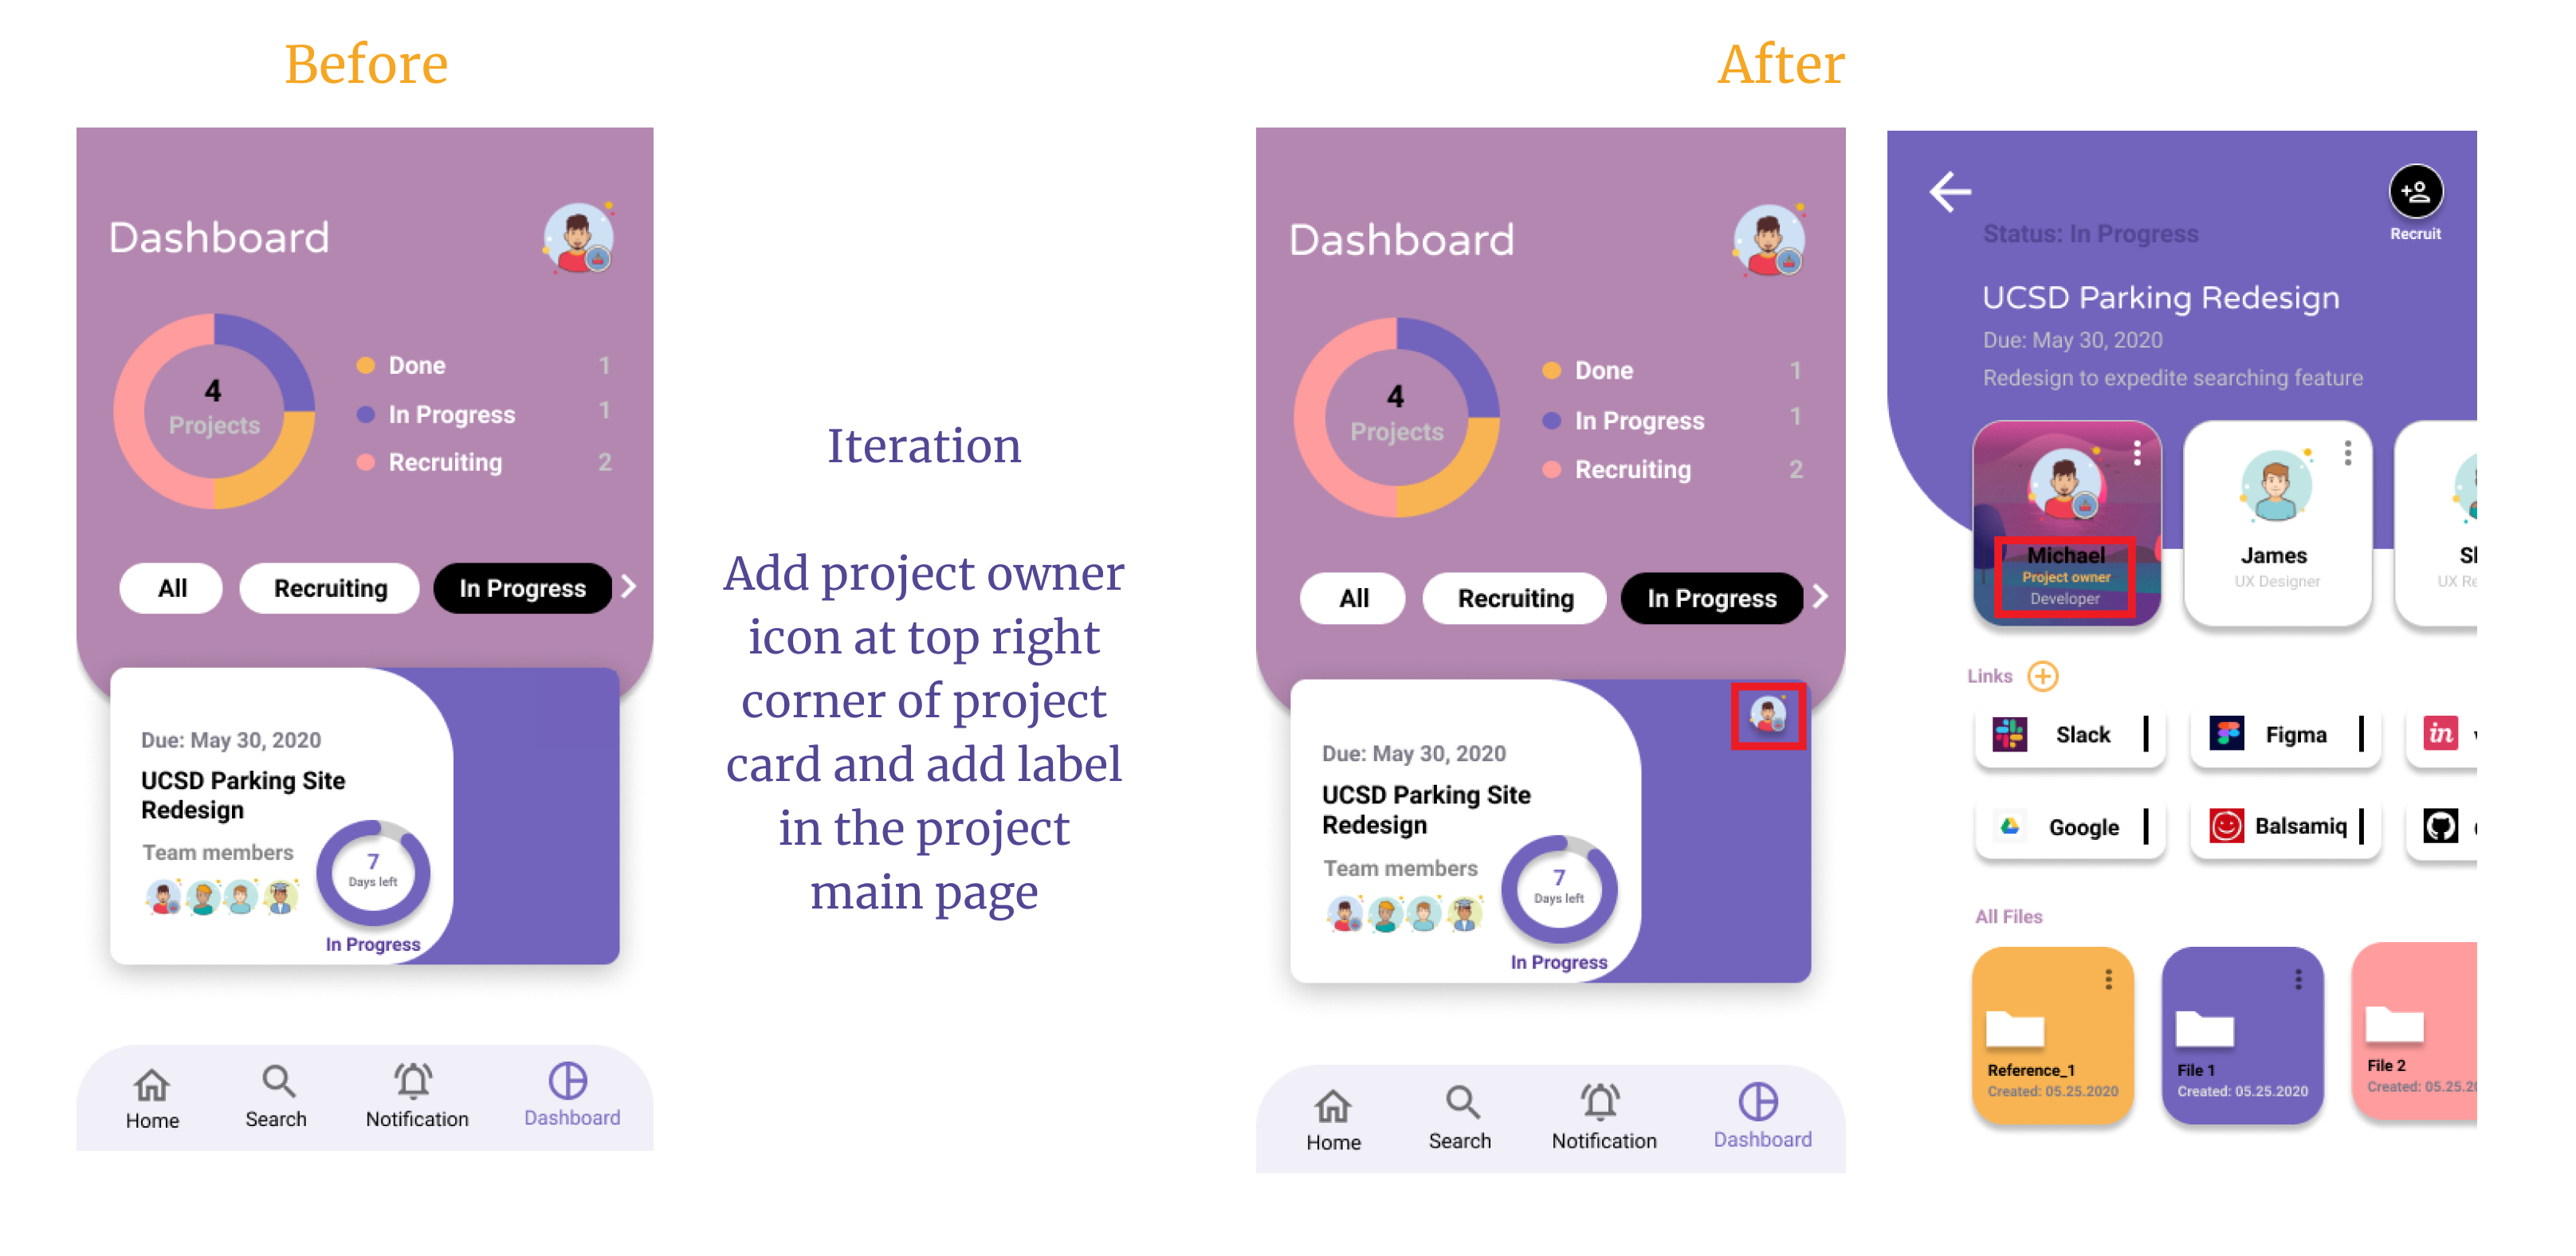 Before
Dashboard
4
Projects
Done 1
In Progress 1
Recruiting 2
All Recruiting In Progress
Due: May 30, 2020
UCSD Parking Site
Redesign
Team members
7
Days left
In Progress
Home Search Notification Dashboard
Iteration
Add project owner
icon at top right
corner of project
card and add label
in the project
main page
After
Dashboard
4
Projects
Done 1
In Progress 1
Recruiting 2
All Recruiting In Progress
Due: May 30, 2020
UCSD Parking Site
Redesign
Team members
7
Days left
In Progress
Home Search Notification Dashboard
Recruit
Status: In Progress
UCSD Parking Redesign
Due: May 30, 2020
Redesign to expedite searching feature
Michael
Project owner
Developer
James
UX Designer
Sl
UX Re
Links
Slack Figma in
Google Balsamiq
All Files
Reference_1
Created: 05.25.2020
File 1
Created: 05.25.2020
File 2
Created: 05.25.20